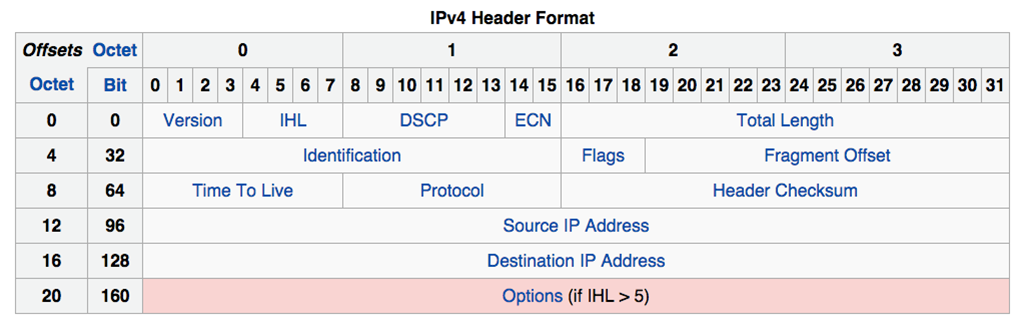 IPv4 Header Format
Offsets Octet 0 1 2 3
Octet Bit 0 1 2 3 4 5 6 7 8 9 10 11 12 13 14 15 16 17 18 19 20 21 22 23 24 25 26 27 28 29 30 31
0 0 Version IHL DSCP ECN Total Length
4 32 Identification Flags Fragment Offset
8 64 Time To Live Protocol Header Checksum
12 96 Source IP Address
16 128 Destination IP Address
20 160 Options (if IHL > 5)